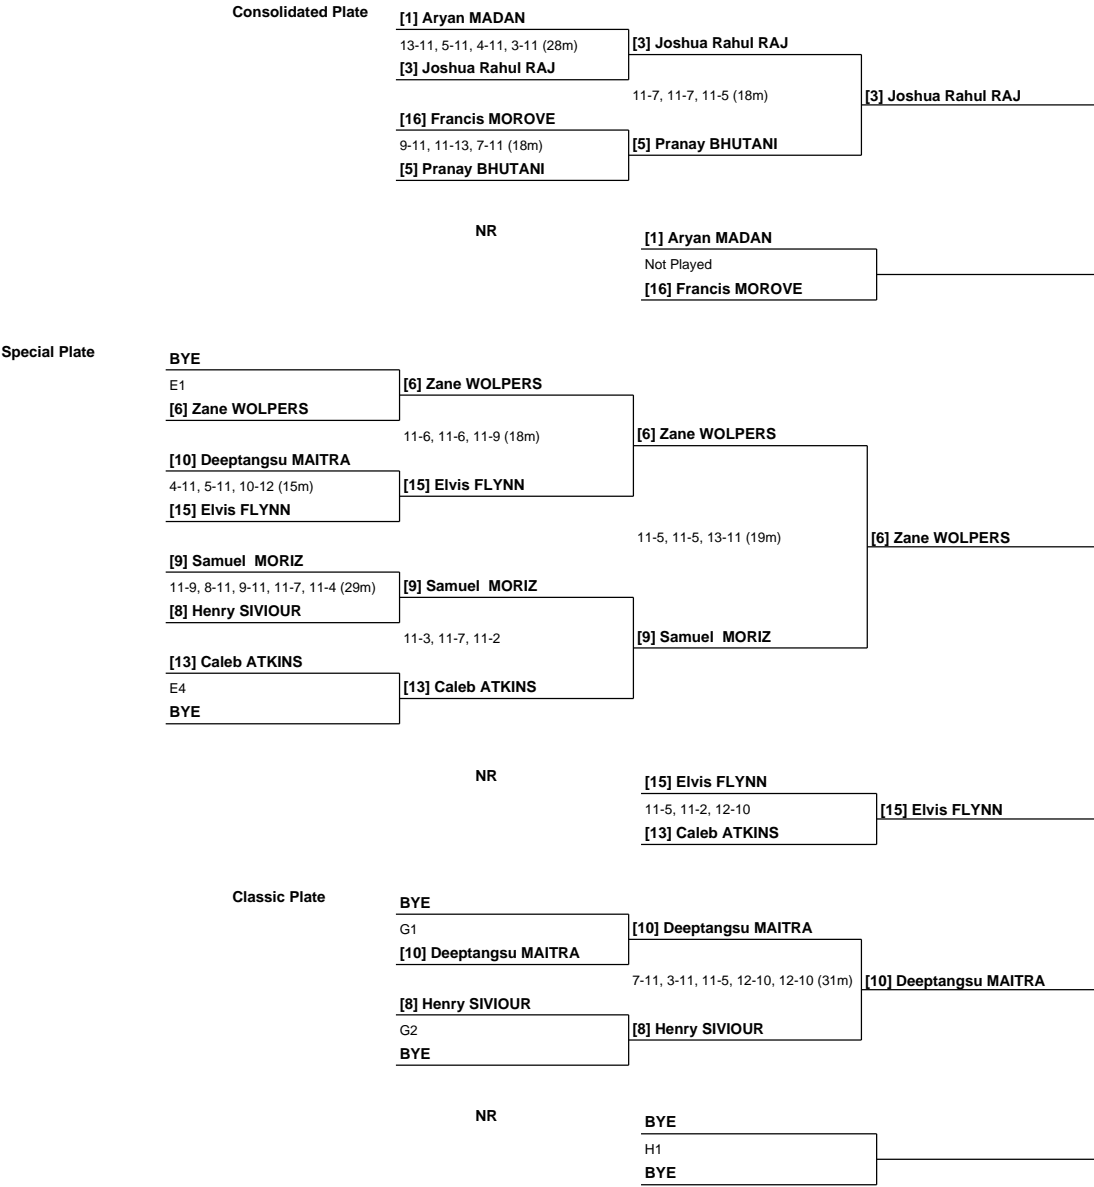 Consolidated Plate
[1] Aryan MADAN
13-11, 5-11, 4-11, 3-11 (28m)
[3] Joshua Rahul RAJ
[3] Joshua Rahul RAJ
11-7, 11-7, 11-5 (18m)
[3] Joshua Rahul RAJ
[16] Francis MOROVE
9-11, 11-13, 7-11 (18m)
[5] Pranay BHUTANI
[5] Pranay BHUTANI
NR
[1] Aryan MADAN
Not Played
[16] Francis MOROVE
Special Plate
BYE
E1
[6] Zane WOLPERS
[6] Zane WOLPERS
11-6, 11-6, 11-9 (18m)
[6] Zane WOLPERS
[10] Deeptangsu MAITRA
4-11, 5-11, 10-12 (15m)
[15] Elvis FLYNN
[15] Elvis FLYNN
11-5, 11-5, 13-11 (19m)
[6] Zane WOLPERS
[9] Samuel  MORIZ
11-9, 8-11, 9-11, 11-7, 11-4 (29m)
[9] Samuel  MORIZ
[8] Henry SIVIOUR
11-3, 11-7, 11-2
[9] Samuel  MORIZ
[13] Caleb ATKINS
E4
[13] Caleb ATKINS
BYE
NR
[15] Elvis FLYNN
11-5, 11-2, 12-10
[15] Elvis FLYNN
[13] Caleb ATKINS
Classic Plate
BYE
G1
[10] Deeptangsu MAITRA
[10] Deeptangsu MAITRA
7-11, 3-11, 11-5, 12-10, 12-10 (31m)
[10] Deeptangsu MAITRA
[8] Henry SIVIOUR
G2
[8] Henry SIVIOUR
BYE
NR
BYE
H1
BYE